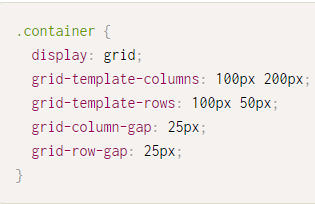 .container {
  display: grid;
  grid-template-columns: 100px 200px;
  grid-template-rows: 100px 50px;
  grid-column-gap: 25px;
  grid-row-gap: 25px;
}